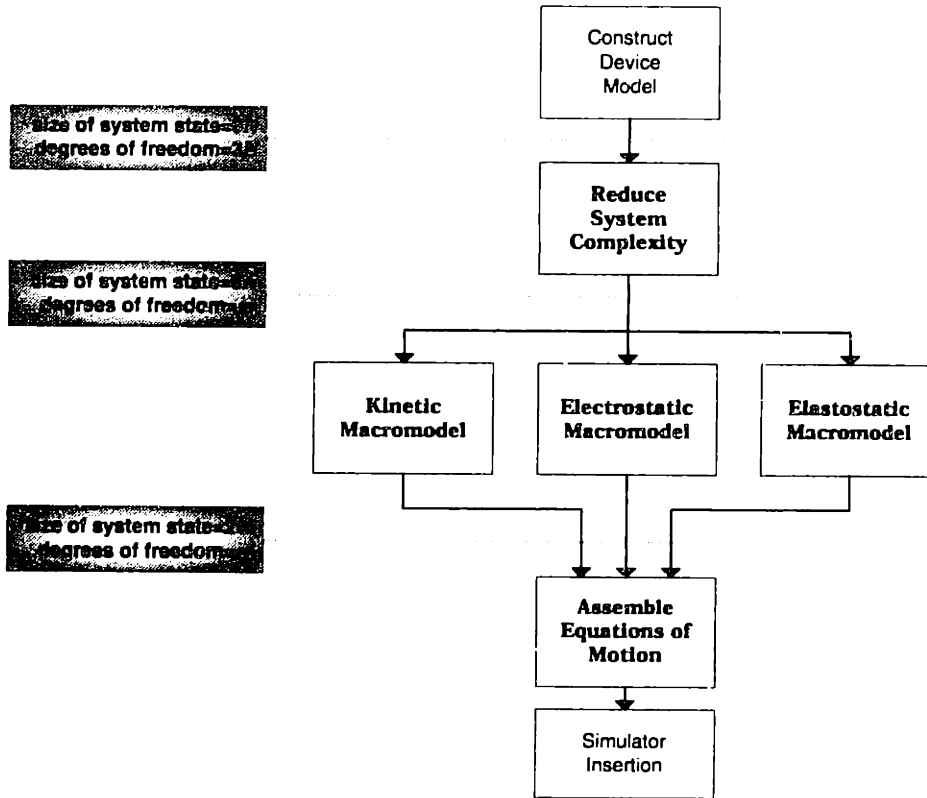 Construct
Device
Model
size of system state=
degrees of freedom=
Reduce
System
Complexity
size of system state=
degrees of freedom=
Kinetic
Macromodel
Electrostatic
Macromodel
Elastostatic
Macromodel
size of system state=
degrees of freedom=
Assemble
Equations of
Motion
Simulator
Insertion